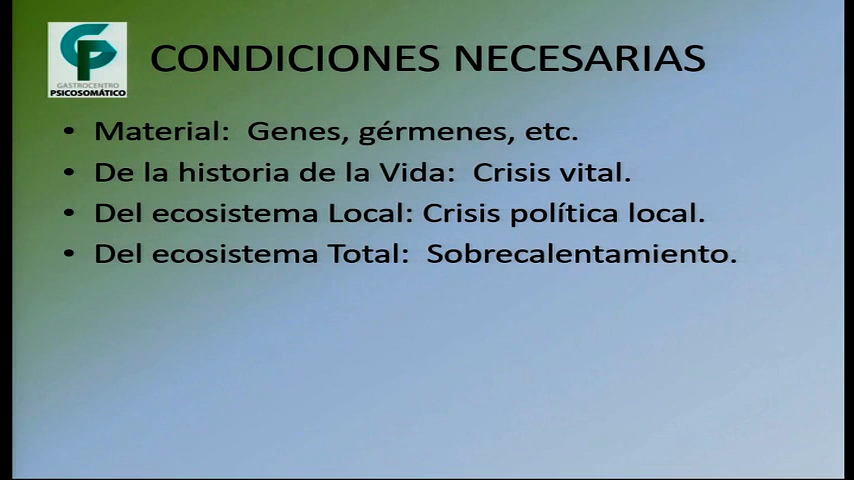 GASTROCENTRO
PSICOSOMÁTICO
CONDICIONES NECESARIAS
• Material: Genes, gérmenes, etc.
• De la historia de la Vida: Crisis vital.
• Del ecosistema Local: Crisis política local.
• Del ecosistema Total: Sobrecalentamiento.